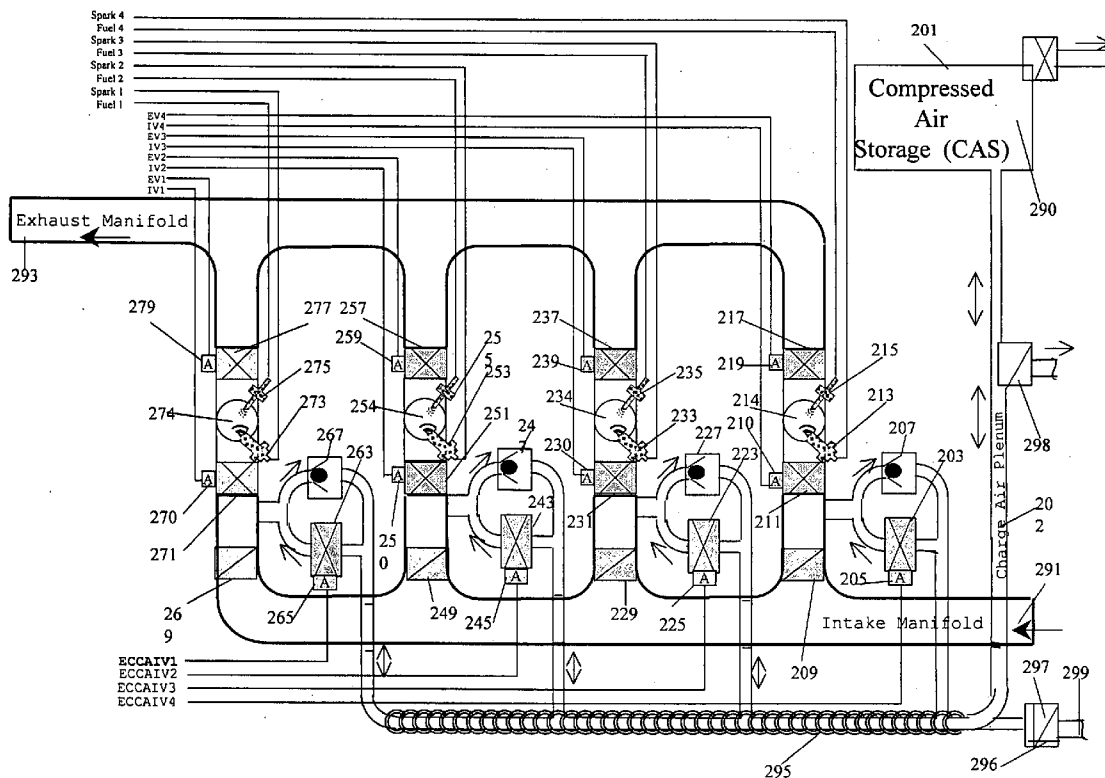 Spark 4
Fuel 4
Spark 3
Fuel 3
Spark 2
Fuel 2
Spark 1
Fuel 1
EV4
IV4
EV3
IV3
EV2
IV2
EV1
IV1
201
Compressed
Air
Storage (CAS)
290
Exhaust Manifold
293
279
277
257
259
25
5
253
237
239
235
217
219
215
A
A
A
A
275
274
273
254
251
234
233
214
213
210
230
267
263
24
7
243
227
223
207
203
298
A
A
A
A
270
271
25
0
231
211
Charge Air Plenum
20
2
A
A
A
A
26
9
265
249
245
229
225
205
209
291
Intake Manifold
ECCAIV1
ECCAIV2
ECCAIV3
ECCAIV4
297
299
296
295